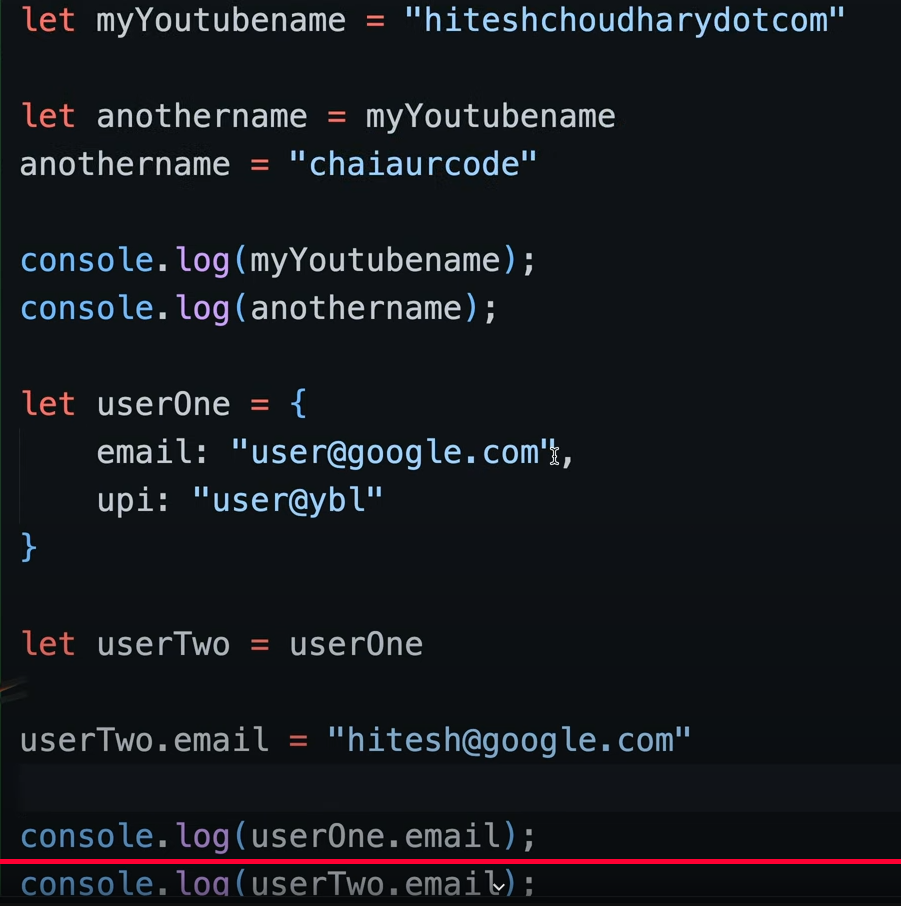 let myYoutubename = "hiteshchoudharydotcom"
let anothername = myYoutubename
anothername = "chaiaurcode"
console.log(myYoutubename);
console.log(anothername);
let userOne = {
    email: "user@google.com",
    upi: "user@ybl"
}
let userTwo = userOne
userTwo.email = "hitesh@google.com"
console.log(userOne.email);
console.log(userTwo.email);